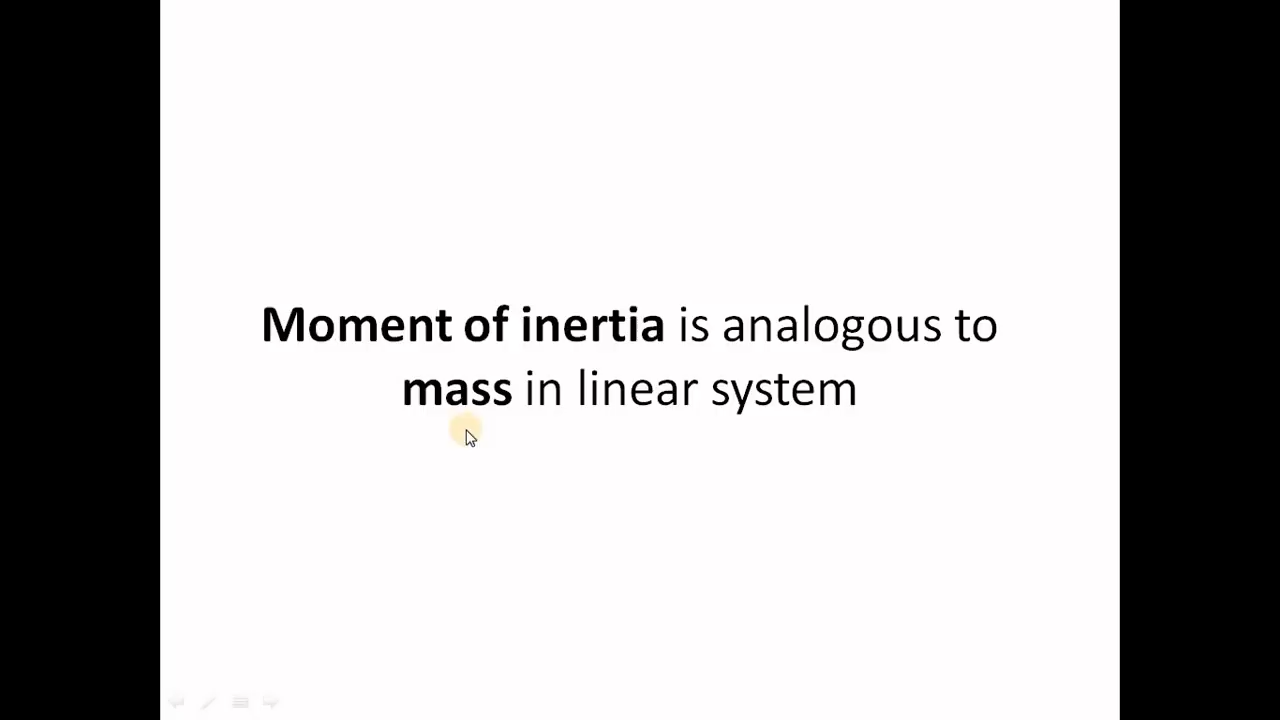 Moment of inertia is analogous to
mass in linear system